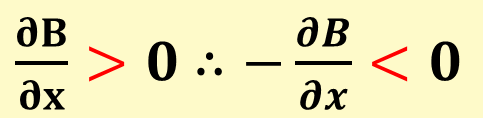 ∂B/∂x > 0 ∴ − ∂B/∂x < 0